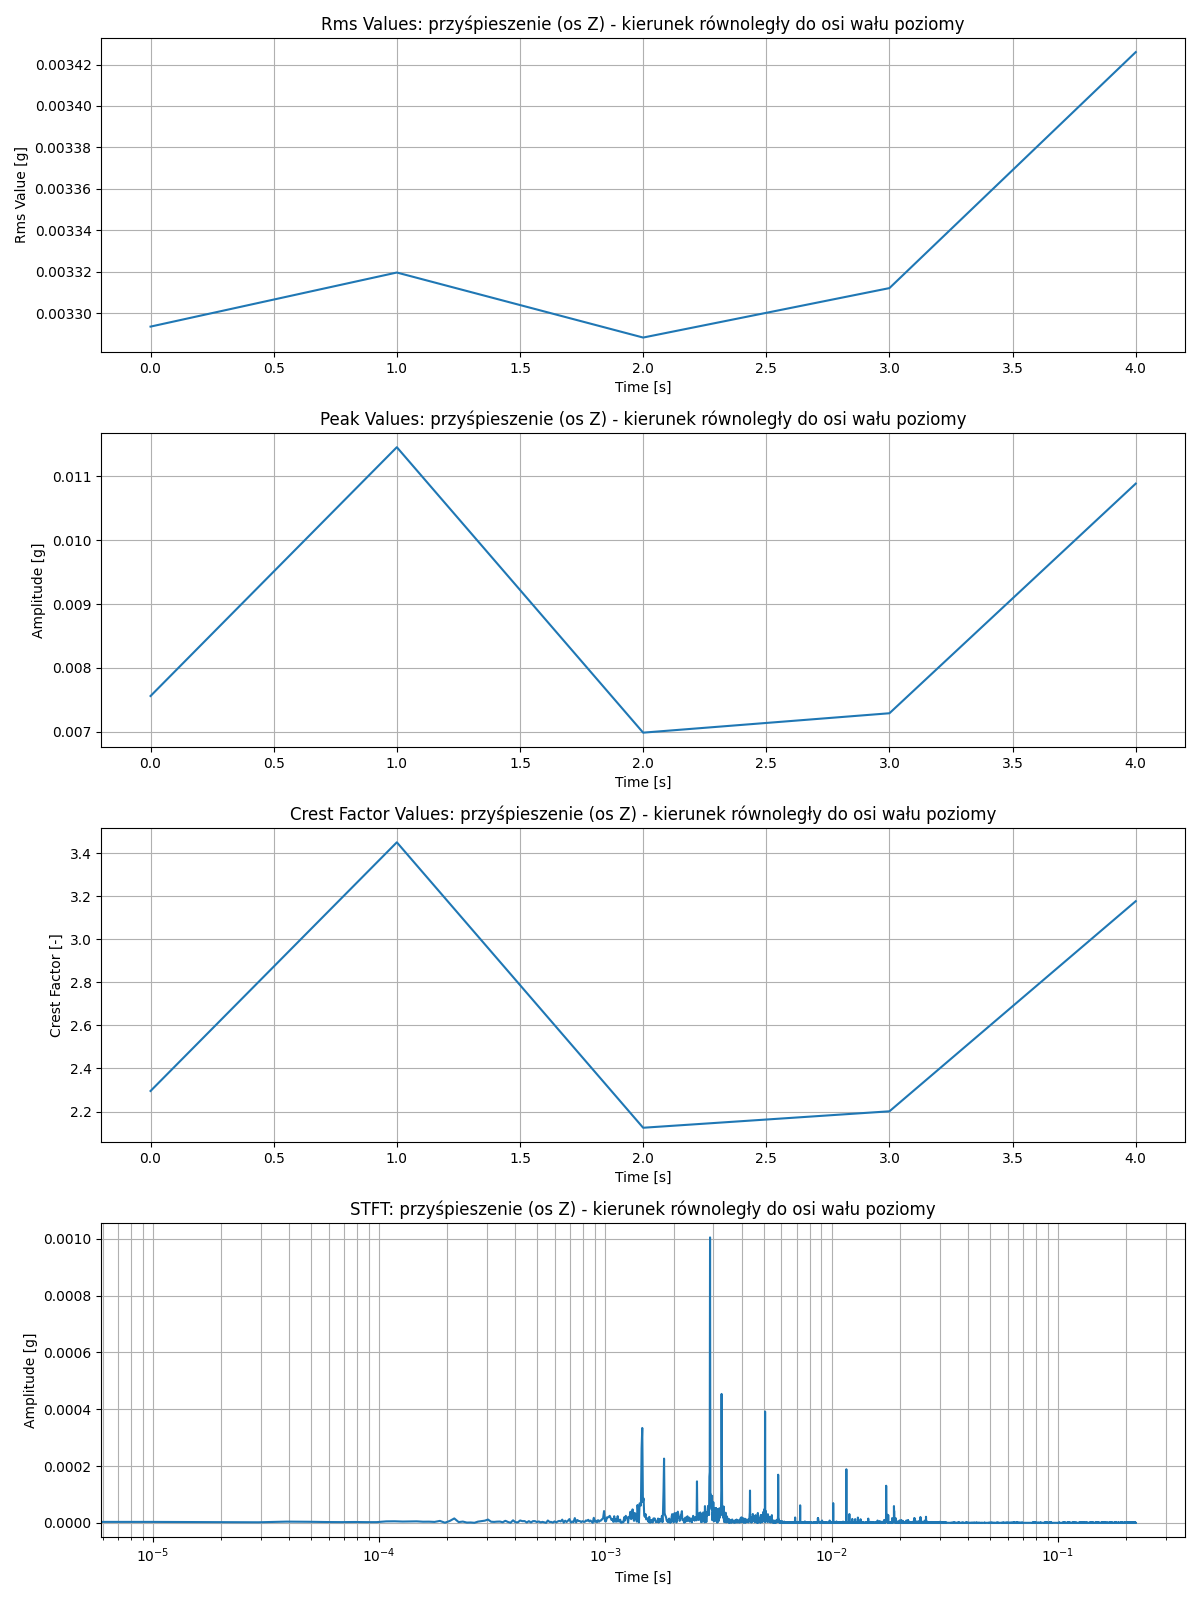 Rms Values: przyśpieszenie (os Z) - kierunek równoległy do osi wału poziomy
0.00342
0.00340
0.00338
0.00336
0.00334
0.00332
0.00330
Rms Value [g]
0.0 0.5 1.0 1.5 2.0 2.5 3.0 3.5 4.0
Time [s]
Peak Values: przyśpieszenie (os Z) - kierunek równoległy do osi wału poziomy
0.011
0.010
0.009
0.008
0.007
Amplitude [g]
0.0 0.5 1.0 1.5 2.0 2.5 3.0 3.5 4.0
Time [s]
Crest Factor Values: przyśpieszenie (os Z) - kierunek równoległy do osi wału poziomy
3.4
3.2
3.0
2.8
2.6
2.4
2.2
Crest Factor [-]
0.0 0.5 1.0 1.5 2.0 2.5 3.0 3.5 4.0
Time [s]
STFT: przyśpieszenie (os Z) - kierunek równoległy do osi wału poziomy
0.0010
0.0008
0.0006
0.0004
0.0002
0.0000
Amplitude [g]
10⁻⁵ 10⁻⁴ 10⁻³ 10⁻² 10⁻¹
Time [s]